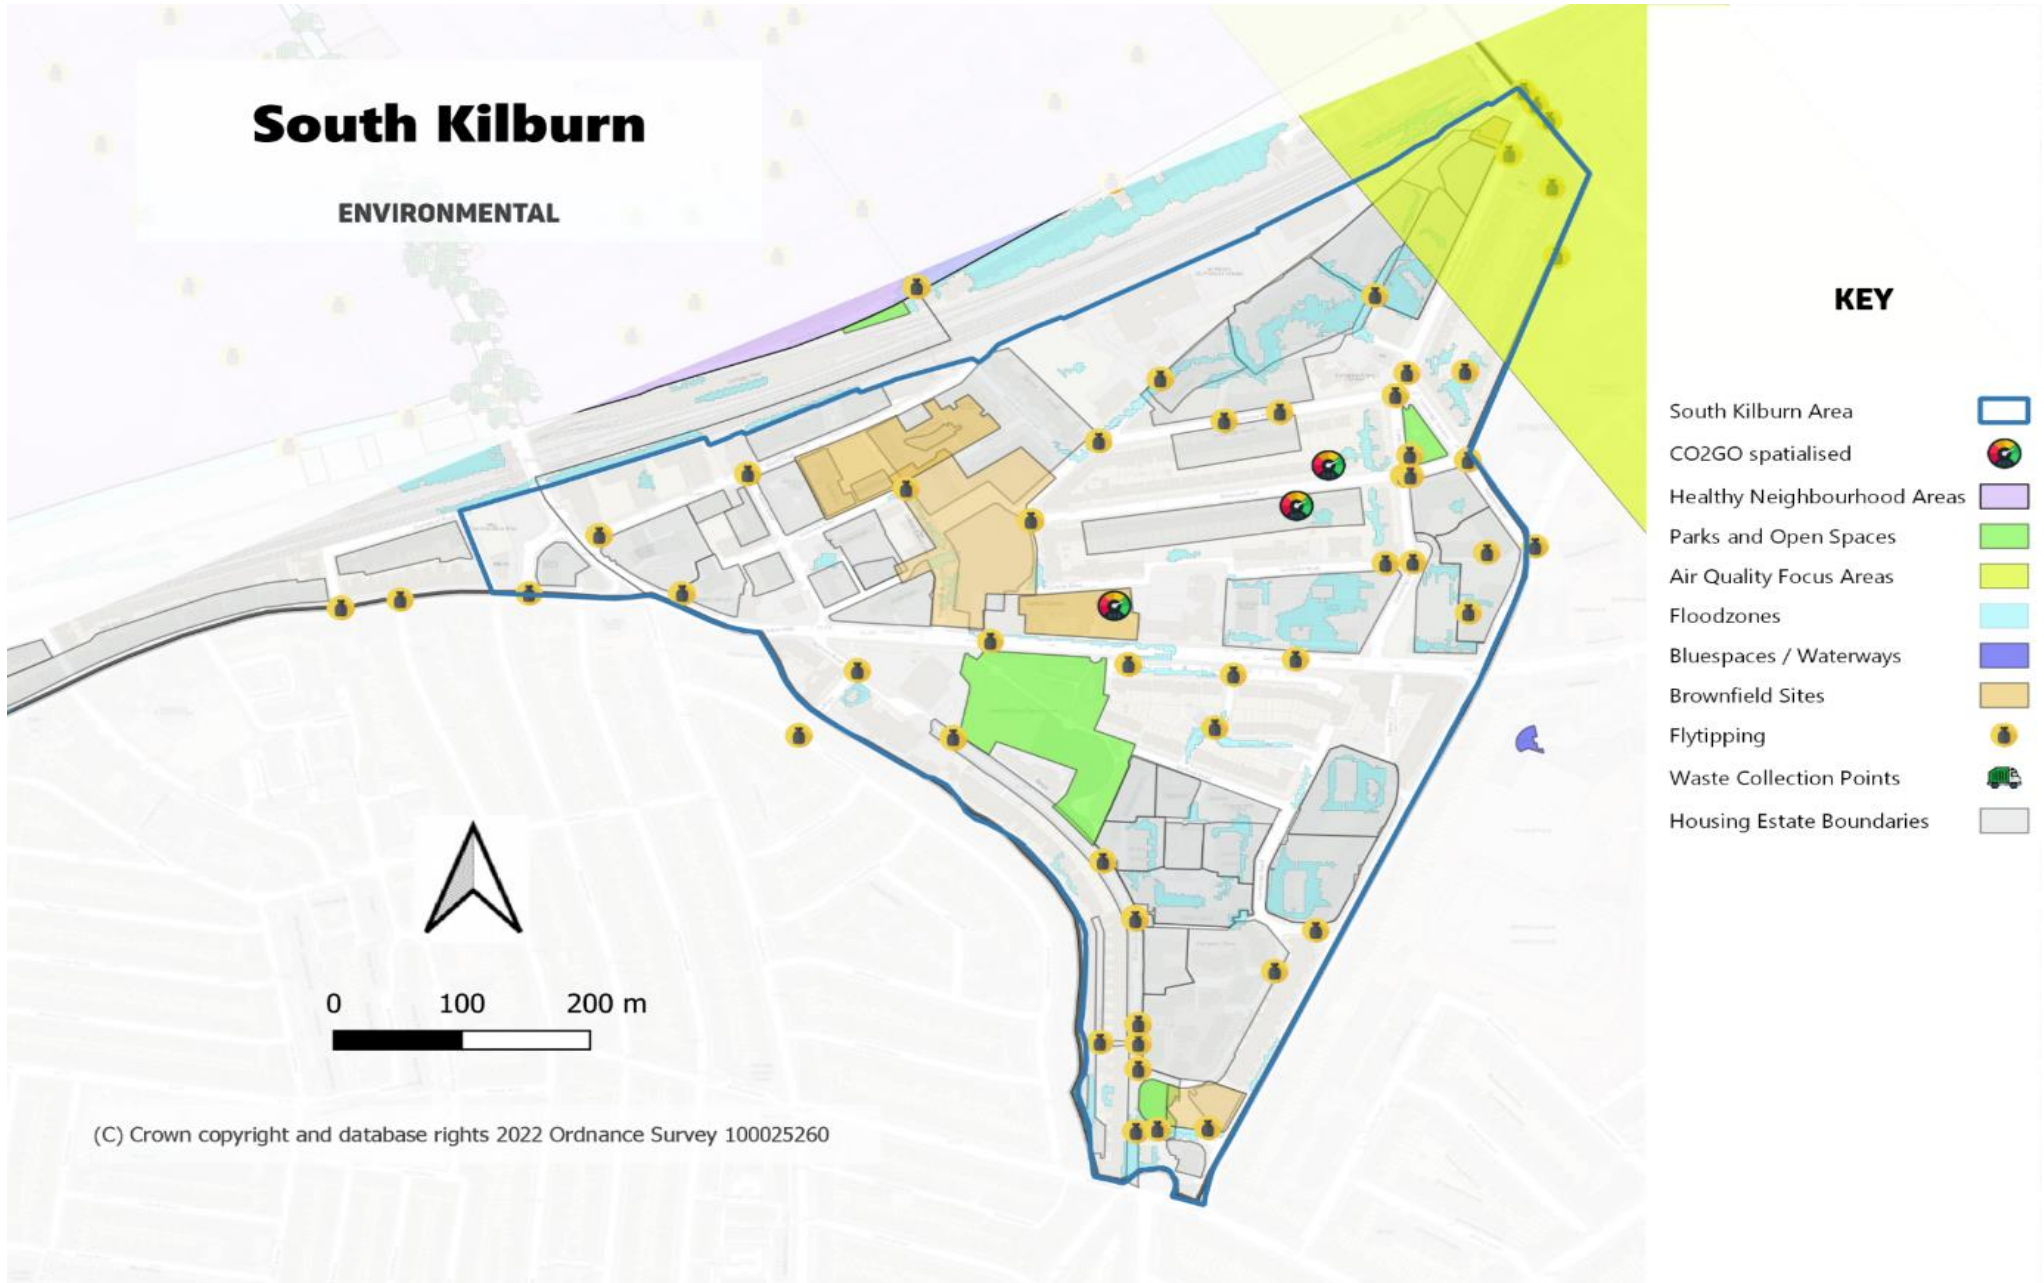 South Kilburn
ENVIRONMENTAL
KEY
South Kilburn Area
CO2GO spatialised
Healthy Neighbourhood Areas
Parks and Open Spaces
Air Quality Focus Areas
Floodzones
Bluespaces / Waterways
Brownfield Sites
Flytipping
Waste Collection Points
Housing Estate Boundaries
0 100 200 m
(C) Crown copyright and database rights 2022 Ordnance Survey 100025260